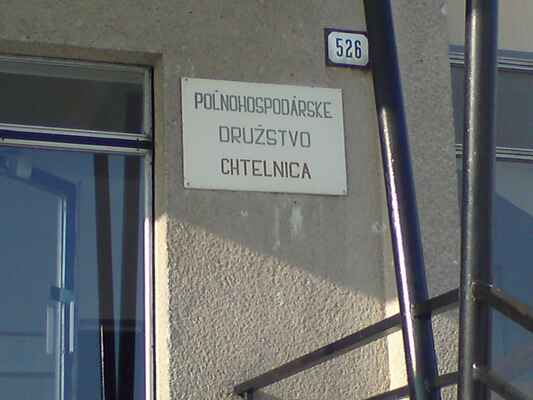 526
POĽNOHOSPODÁRSKE
DRUŽSTVO
CHTELNICA